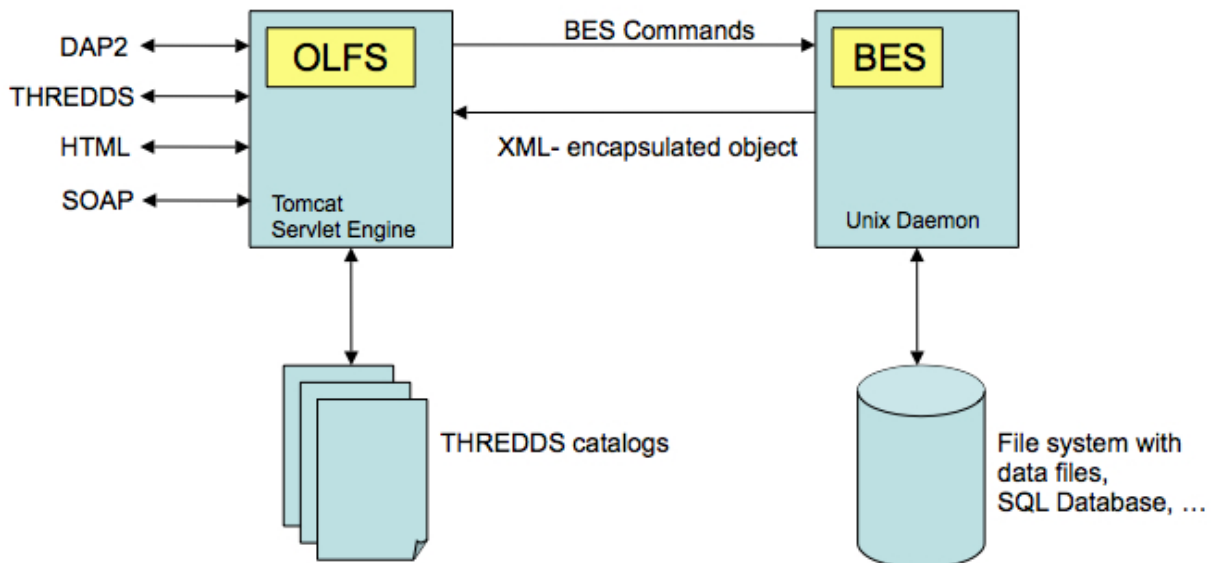 DAP2
THREDDS
HTML
SOAP
OLFS
Tomcat
Servlet Engine
BES Commands
XML- encapsulated object
BES
Unix Daemon
THREDDS catalogs
File system with
data files,
SQL Database, …